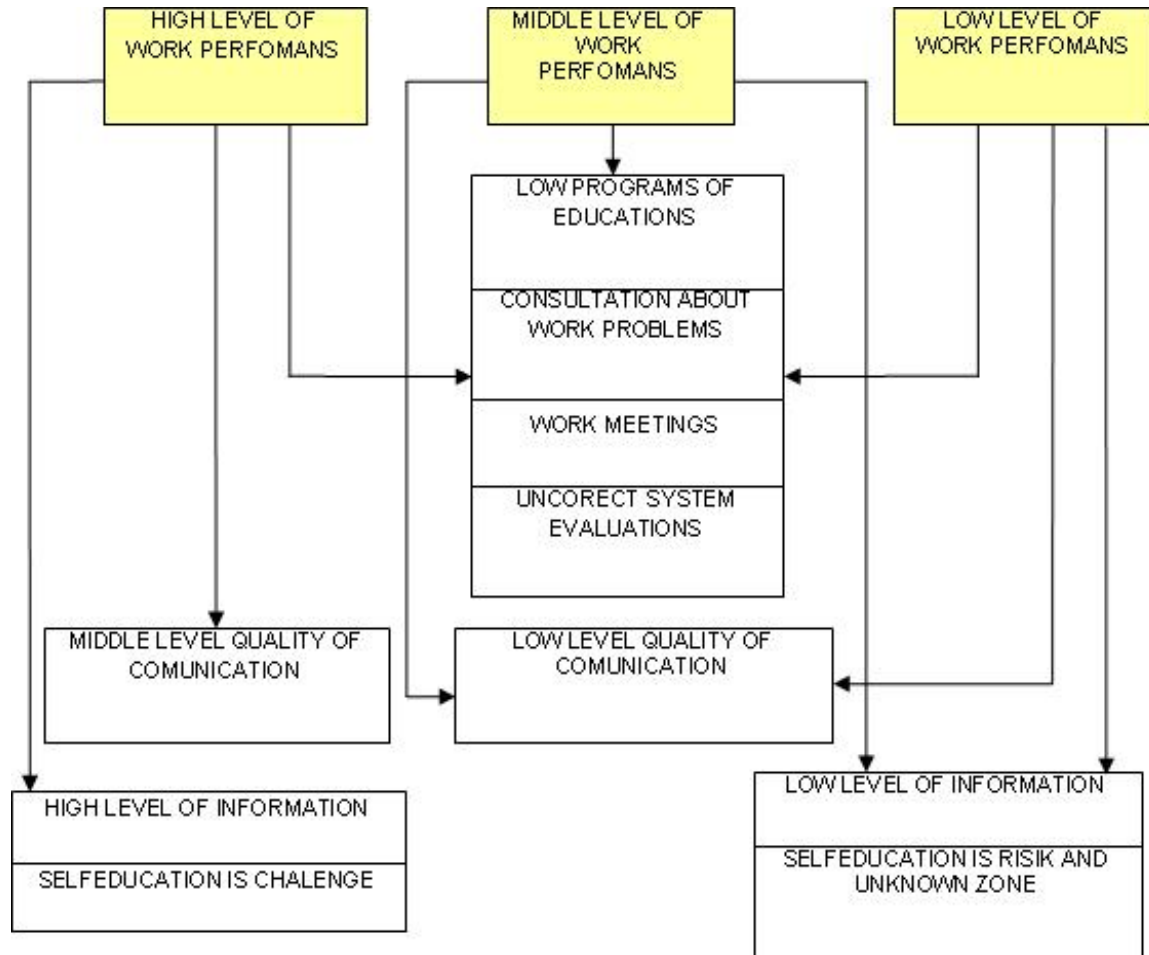 HIGH LEVEL OF
WORK PERFOMANS
MIDDLE LEVEL OF
WORK
PERFOMANS
LOW LEVEL OF
WORK PERFOMANS
LOW PROGRAMS OF
EDUCATIONS
CONSULTATION ABOUT
WORK PROBLEMS
WORK MEETINGS
UNCORECT SYSTEM
EVALUATIONS
MIDDLE LEVEL QUALITY OF
COMUNICATION
LOW LEVEL QUALITY OF
COMUNICATION
HIGH LEVEL OF INFORMATION
SELFEDUCATION IS CHALENGE
LOW LEVEL OF INFORMATION
SELFEDUCATION IS RISIK AND
UNKNOWN ZONE